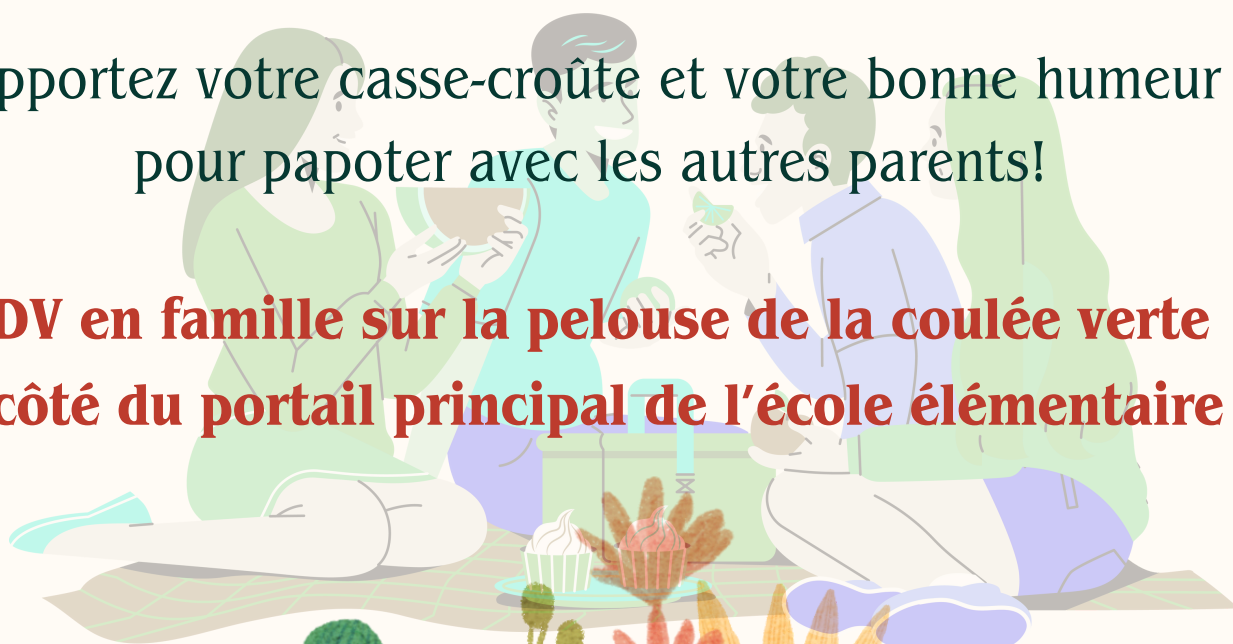 pportez votre casse-croûte et votre bonne humeur
pour papoter avec les autres parents!
DV en famille sur la pelouse de la coulée verte
côté du portail principal de l'école élémentaire